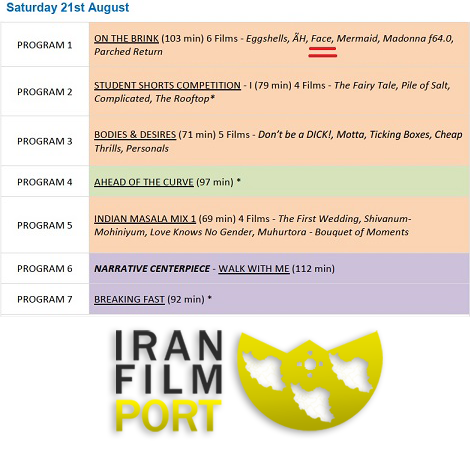 Saturday 21st August
PROGRAM 1
ON THE BRINK (103 min) 6 Films - Eggshells, ÃH, Face, Mermaid, Madonna f64.0,
Parched Return
PROGRAM 2
STUDENT SHORTS COMPETITION - I (79 min) 4 Films - The Fairy Tale, Pile of Salt,
Complicated, The Rooftop*
PROGRAM 3
BODIES & DESIRES (71 min) 5 Films - Don't be a DICK!, Motta, Ticking Boxes, Cheap
Thrills, Personals
PROGRAM 4
AHEAD OF THE CURVE (97 min) *
PROGRAM 5
INDIAN MASALA MIX 1 (69 min) 4 Films - The First Wedding, Shivanum-
Mohiniyum, Love Knows No Gender, Muhurtora - Bouquet of Moments
PROGRAM 6
NARRATIVE CENTERPIECE - WALK WITH ME (112 min)
PROGRAM 7
BREAKING FAST (92 min) *
IRAN
FILM
PORT